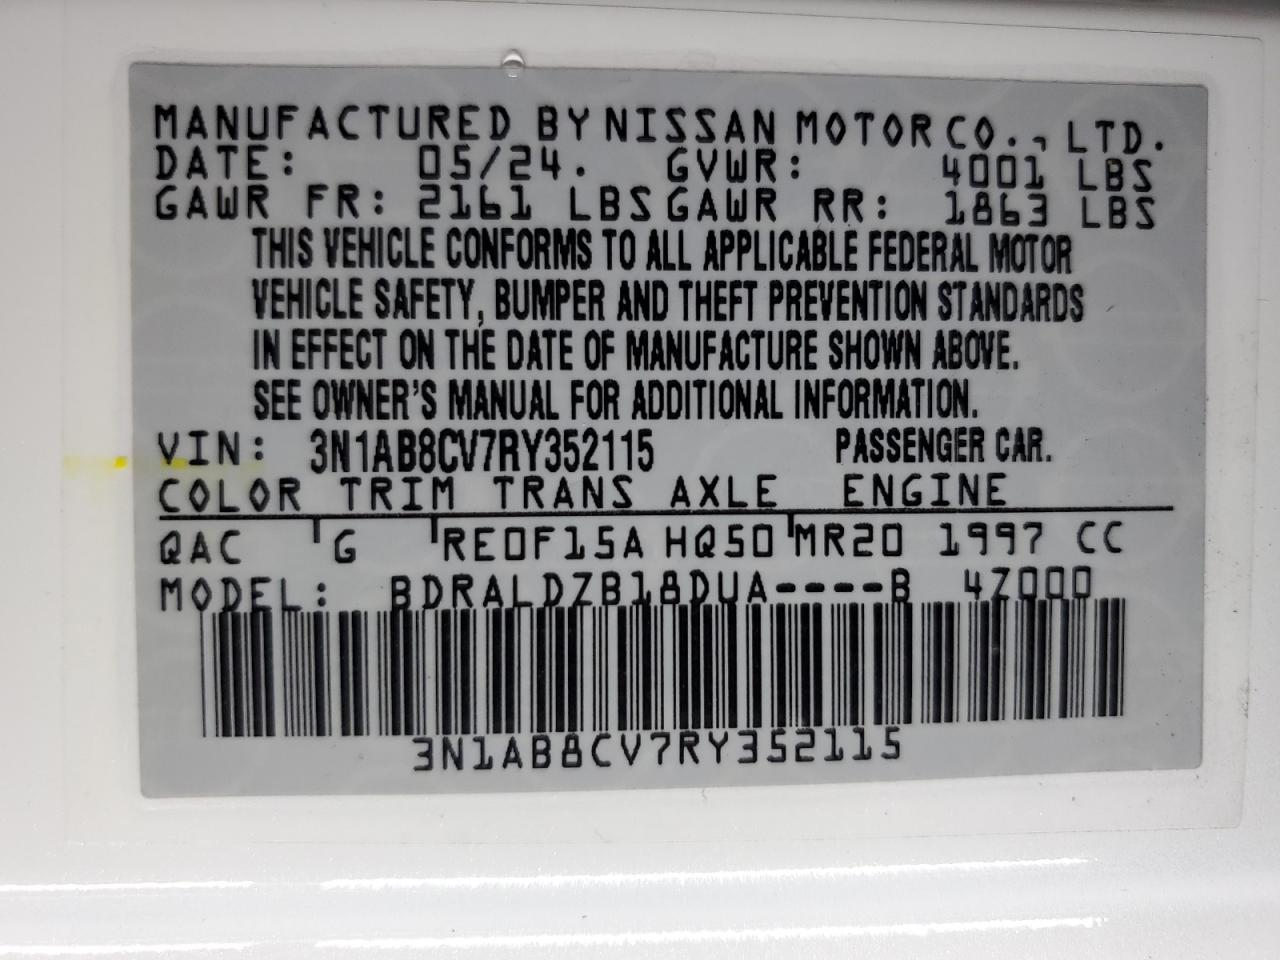 MANUFACTURED BY NISSAN MOTOR CO., LTD.
DATE: 05/24. GVWR: 4001 LBS
GAWR FR: 2161 LBS GAWR RR: 1863 LBS
THIS VEHICLE CONFORMS TO ALL APPLICABLE FEDERAL MOTOR
VEHICLE SAFETY, BUMPER AND THEFT PREVENTION STANDARDS
IN EFFECT ON THE DATE OF MANUFACTURE SHOWN ABOVE.
SEE OWNER'S MANUAL FOR ADDITIONAL INFORMATION.
VIN: 3N1AB8CV7RY352115 PASSENGER CAR.
COLOR TRIM TRANS AXLE ENGINE
QAC G RE0F15A HQ50 MR20 1997 CC
MODEL: BDRALDZB18DUA----B 4Z000
3N1AB8CV7RY352115